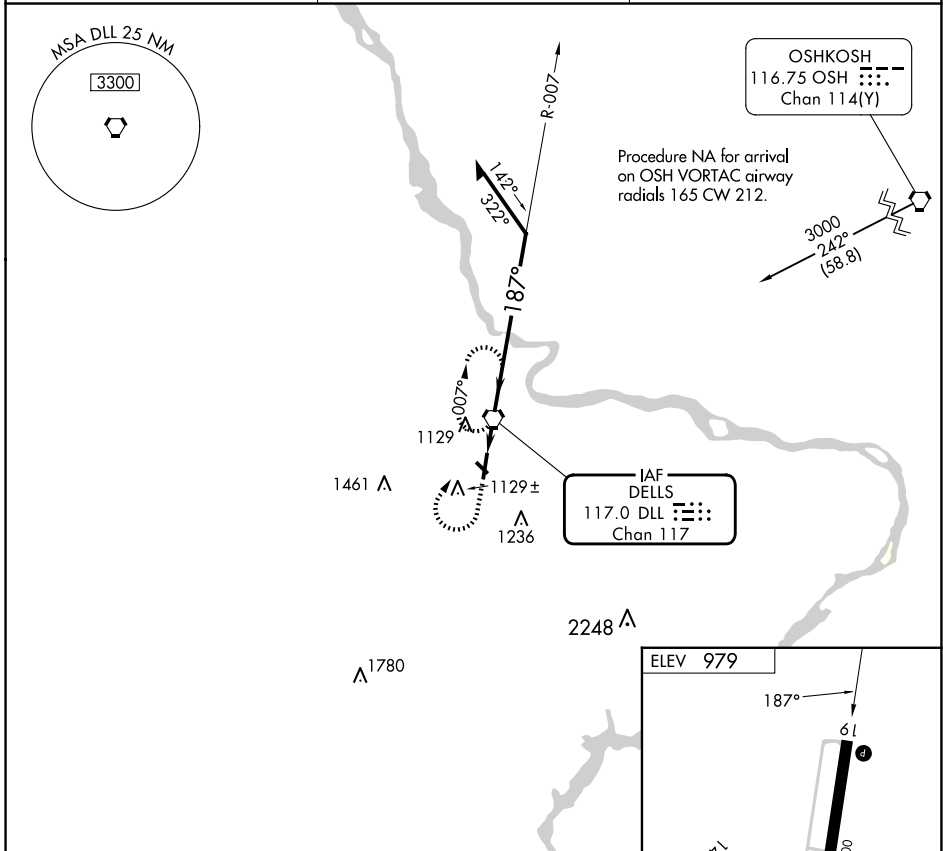 MSA DLL 25 NM
3300
OSHKOSH
116.75 OSH
Chan 114(Y)
R-007
Procedure NA for arrival
on OSH VORTAC airway
radials 165 CW 212.
142°
322°
3000
242°
(58.8)
187°
007°
1129
1461
1129±
1236
IAF
DELLS
117.0 DLL
Chan 117
2248
1780
ELEV 979
187°
19
P